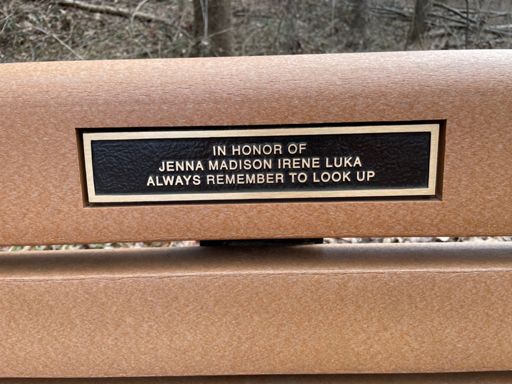 IN HONOR OF
JENNA MADISON IRENE LUKA
ALWAYS REMEMBER TO LOOK UP